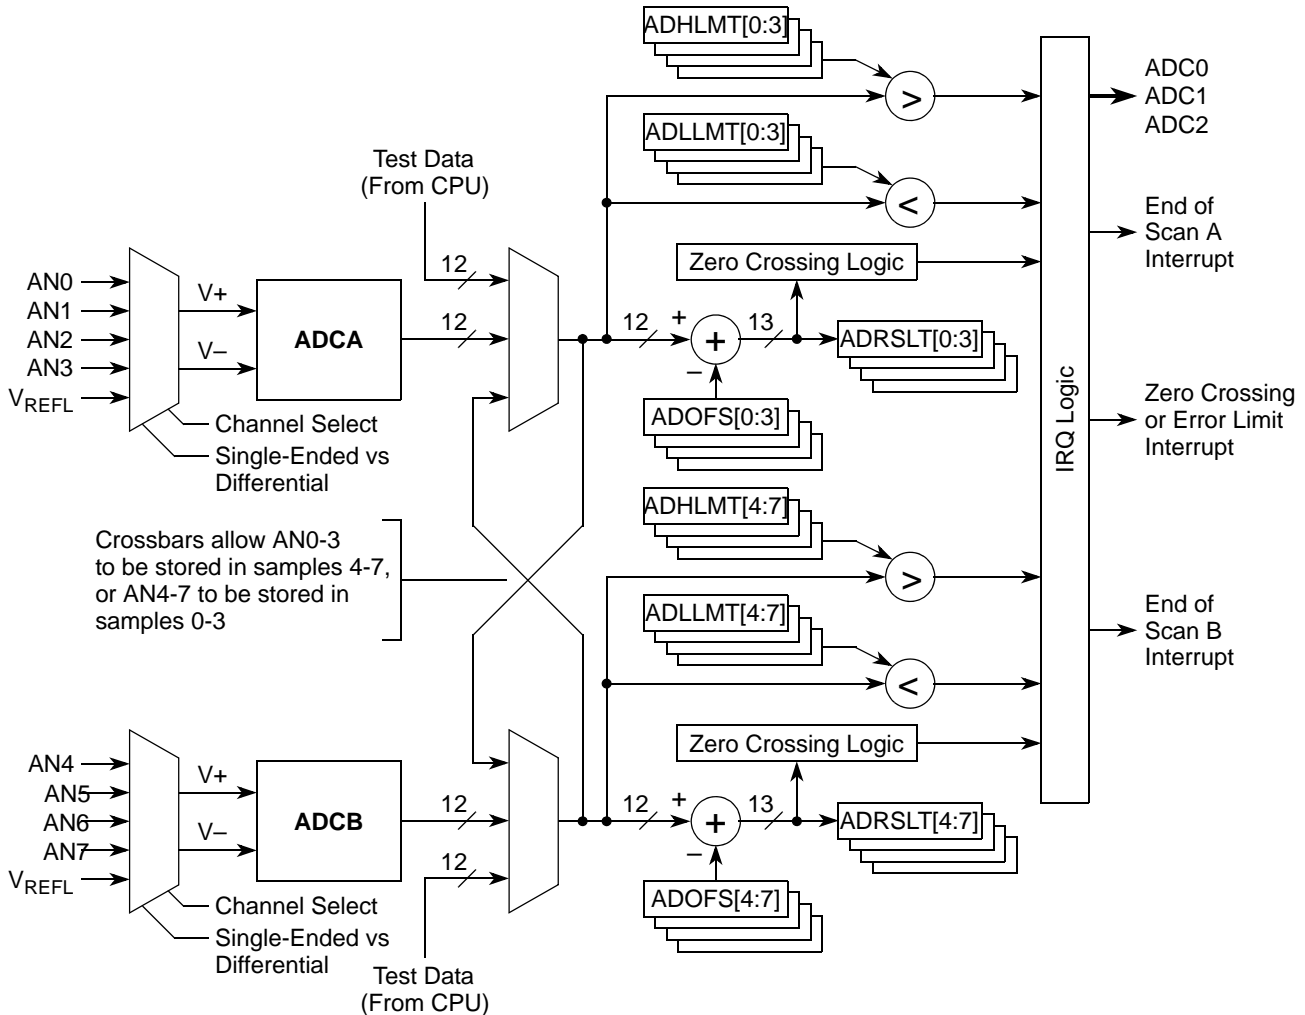 ADHLMT[0:3]
>
ADC0
ADC1
ADC2
ADLLMT[0:3]
<
Test Data
(From CPU)
End of
Scan A
Interrupt
12
Zero Crossing Logic
AN0
AN1
AN2
AN3
VREFL
V+
V–
ADCA
12
12
+
+
–
13
ADRSLT[0:3]
ADOFS[0:3]
Channel Select
Single-Ended vs
Differential
IRQ Logic
Zero Crossing
or Error Limit
Interrupt
ADHLMT[4:7]
>
Crossbars allow AN0-3
to be stored in samples 4-7,
or AN4-7 to be stored in
samples 0-3
ADLLMT[4:7]
<
End of
Scan B
Interrupt
Zero Crossing Logic
AN4
AN5
AN6
AN7
VREFL
V+
V–
ADCB
12
12
12
+
+
–
13
ADRSLT[4:7]
ADOFS[4:7]
Channel Select
Single-Ended vs
Differential
Test Data
(From CPU)